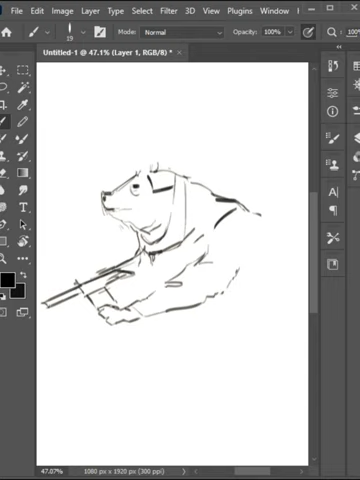 File Edit Image Layer Type Select Filter 3D View Plugins Window
19 Mode: Normal Opacity: 100%
Untitled-1 @ 47.1% (Layer 1, RGB/8) * ×
47.07% 1080 px x 1920 px (300 ppi)